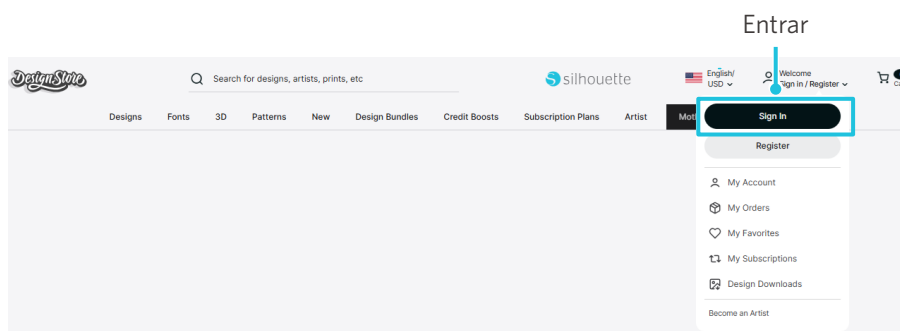 Entrar
DesignStore
Search for designs, artists, prints, etc
silhouette
English/
USD
Welcome
Sign in / Register
Designs Fonts 3D Patterns New Design Bundles Credit Boosts Subscription Plans Artist
Sign In
Register
My Account
My Orders
My Favorites
My Subscriptions
Design Downloads
Become an Artist